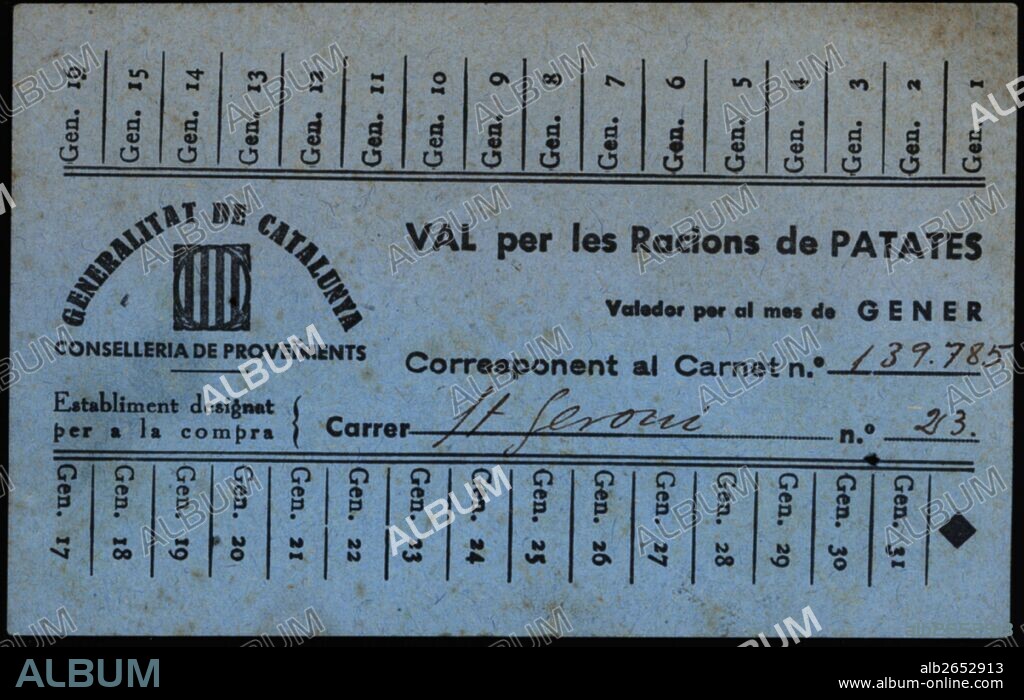 Gen. 16 Gen. 15 Gen. 14 Gen. 13 Gen. 12 Gen. 11 Gen. 10 Gen. 9 Gen. 8 Gen. 7 Gen. 6 Gen. 5 Gen. 4 Gen. 3 Gen. 2 Gen. 1
GENERALITAT DE CATALUNYA
CONSELLERIA DE PROVEÏMENTS
VAL per les Racions de PATATES
Valedor per al mes de GENER
Corresponent al Carnet n.º 139.785
Establiment designat
per a la compra
Carrer St Geroni n.º 23.
Gen. 17 Gen. 18 Gen. 19 Gen. 20 Gen. 21 Gen. 22 Gen. 23 Gen. 24 Gen. 25 Gen. 26 Gen. 27 Gen. 28 Gen. 29 Gen. 30 Gen. 31
ALBUM
alb2652913
www.album-online.com